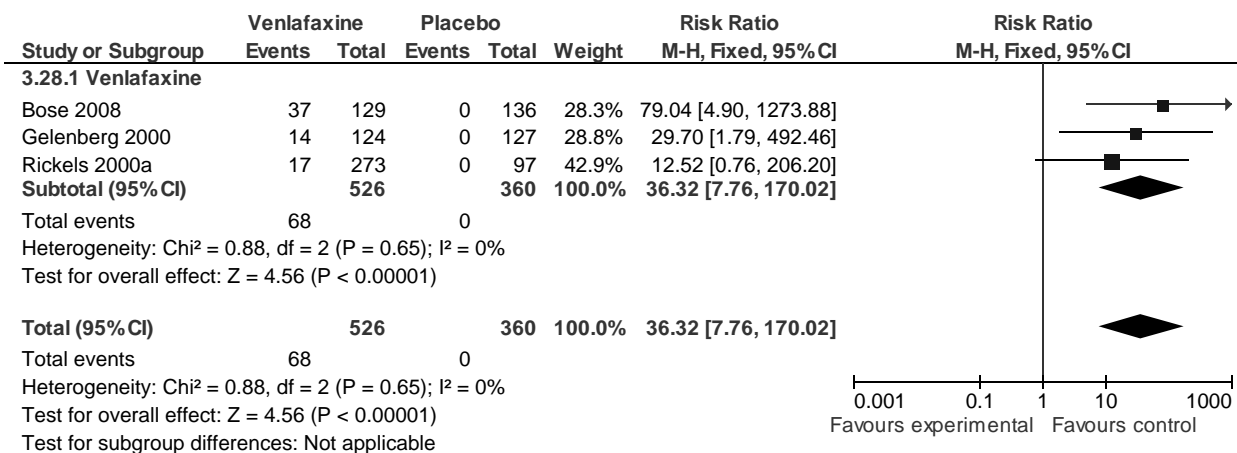 Venlafaxine Placebo Risk Ratio Risk Ratio
Study or Subgroup Events Total Events Total Weight M-H, Fixed, 95% CI M-H, Fixed, 95% CI
3.28.1 Venlafaxine
Bose 2008 37 129 0 136 28.3% 79.04 [4.90, 1273.88]
Gelenberg 2000 14 124 0 127 28.8% 29.70 [1.79, 492.46]
Rickels 2000a 17 273 0 97 42.9% 12.52 [0.76, 206.20]
Subtotal (95% CI) 526 360 100.0% 36.32 [7.76, 170.02]
Total events 68 0
Heterogeneity: Chi² = 0.88, df = 2 (P = 0.65); I² = 0%
Test for overall effect: Z = 4.56 (P < 0.00001)
Total (95% CI) 526 360 100.0% 36.32 [7.76, 170.02]
Total events 68 0
Heterogeneity: Chi² = 0.88, df = 2 (P = 0.65); I² = 0%
Test for overall effect: Z = 4.56 (P < 0.00001)
Test for subgroup differences: Not applicable
0.001 0.1 1 10 1000
Favours experimental Favours control